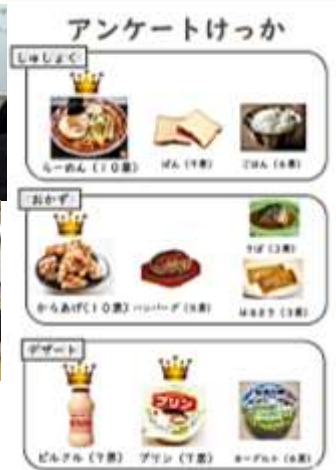 アンケートけっか
しゅしょく
らーめん（１０票）
ぱん（９票）
ごはん（６票）
おかず
からあげ(１０票)
ハンバーグ（５票）
さば（２票）
はるまき（２票）
デザート
ピルクル（７票）
プリン（７票）
ヨーグルト（６票）
プリン